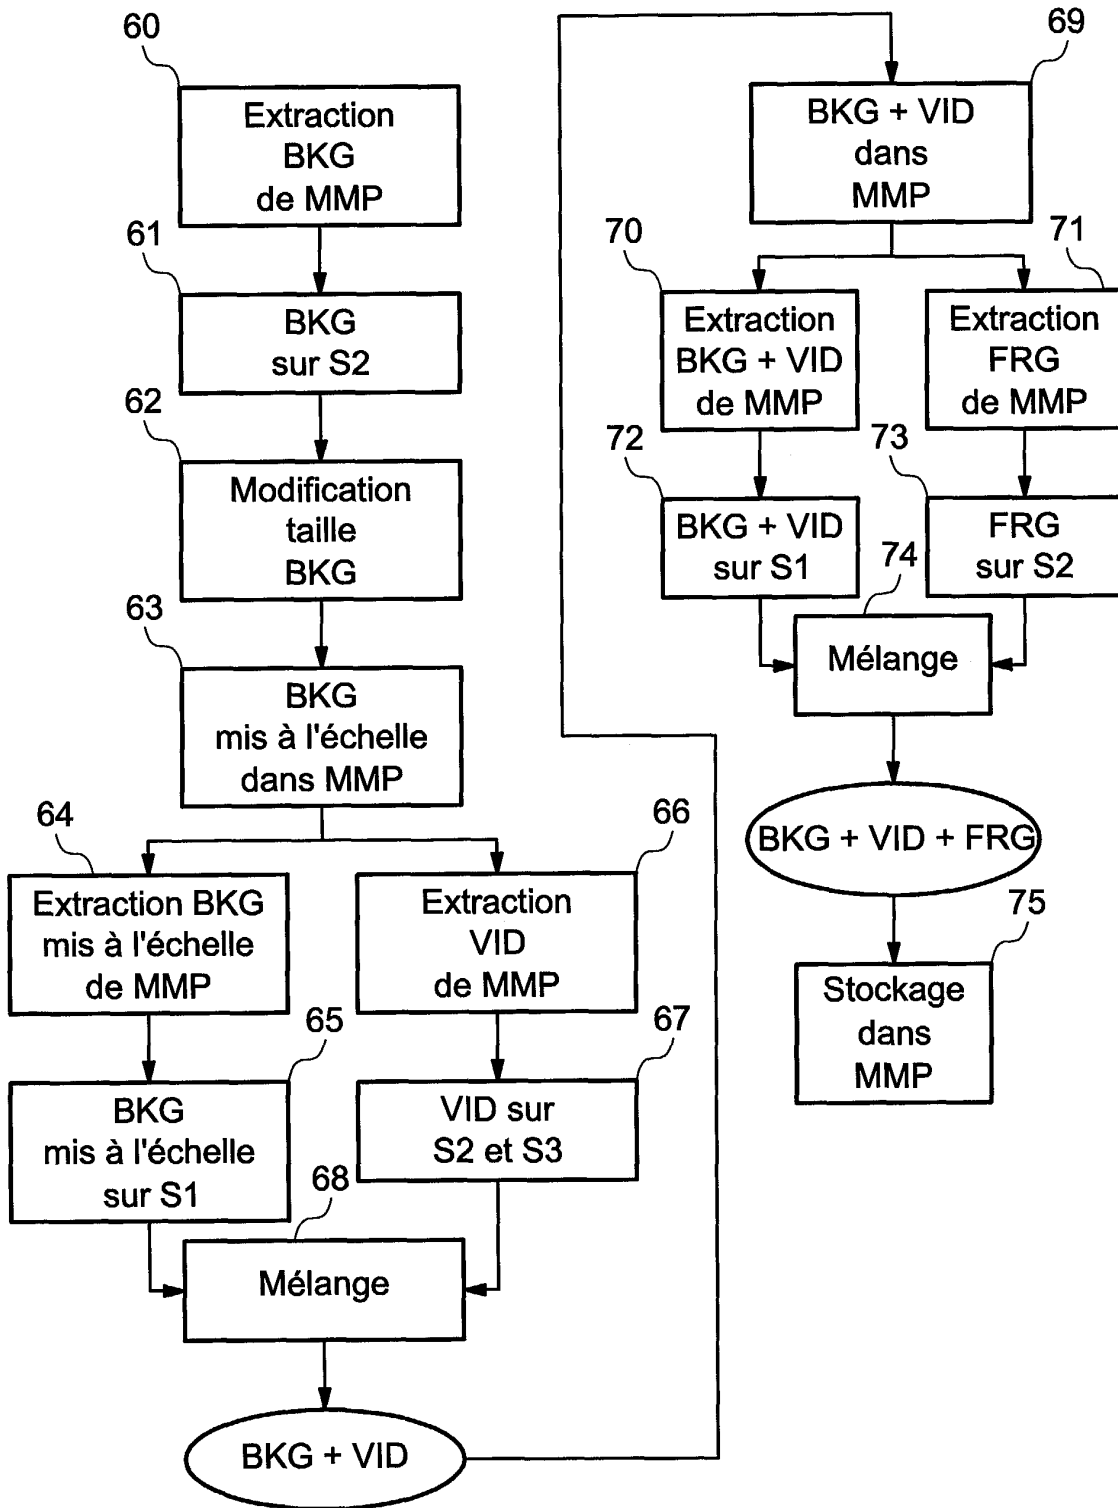 60
Extraction
BKG
de MMP
61
BKG
sur S2
62
Modification
taille
BKG
63
BKG
mis à l'échelle
dans MMP
64
Extraction BKG
mis à l'échelle
de MMP
66
Extraction
VID
de MMP
65
BKG
mis à l'échelle
sur S1
67
VID sur
S2 et S3
68
Mélange
BKG + VID
69
BKG + VID
dans
MMP
70
Extraction
BKG + VID
de MMP
71
Extraction
FRG
de MMP
72
BKG + VID
sur S1
73
FRG
sur S2
74
Mélange
BKG + VID + FRG
75
Stockage
dans
MMP